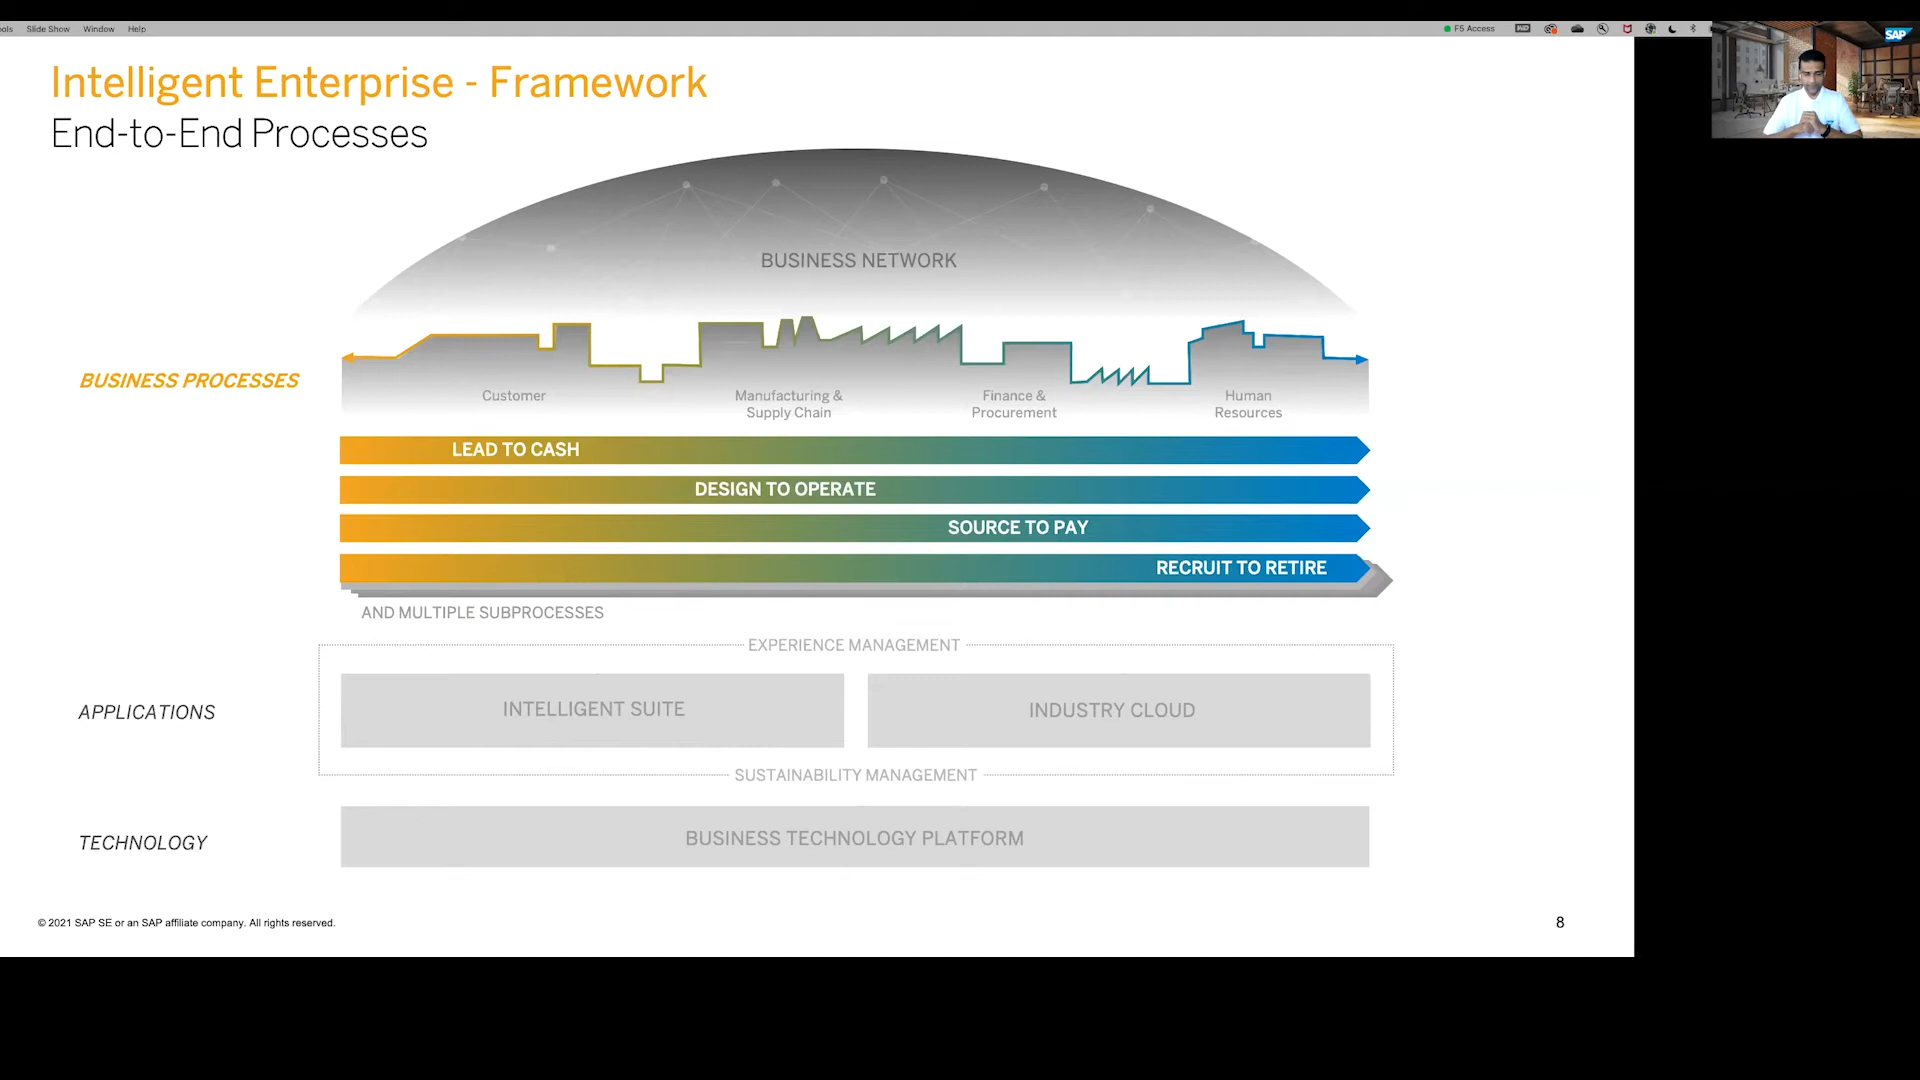 ools Slide Show Window Help
F5 Access
SAP
Intelligent Enterprise - Framework
End-to-End Processes
BUSINESS NETWORK
BUSINESS PROCESSES
Customer
Manufacturing &
Supply Chain
Finance &
Procurement
Human
Resources
LEAD TO CASH
DESIGN TO OPERATE
SOURCE TO PAY
RECRUIT TO RETIRE
AND MULTIPLE SUBPROCESSES
EXPERIENCE MANAGEMENT
APPLICATIONS
INTELLIGENT SUITE
INDUSTRY CLOUD
SUSTAINABILITY MANAGEMENT
TECHNOLOGY
BUSINESS TECHNOLOGY PLATFORM
© 2021 SAP SE or an SAP affiliate company. All rights reserved.
8